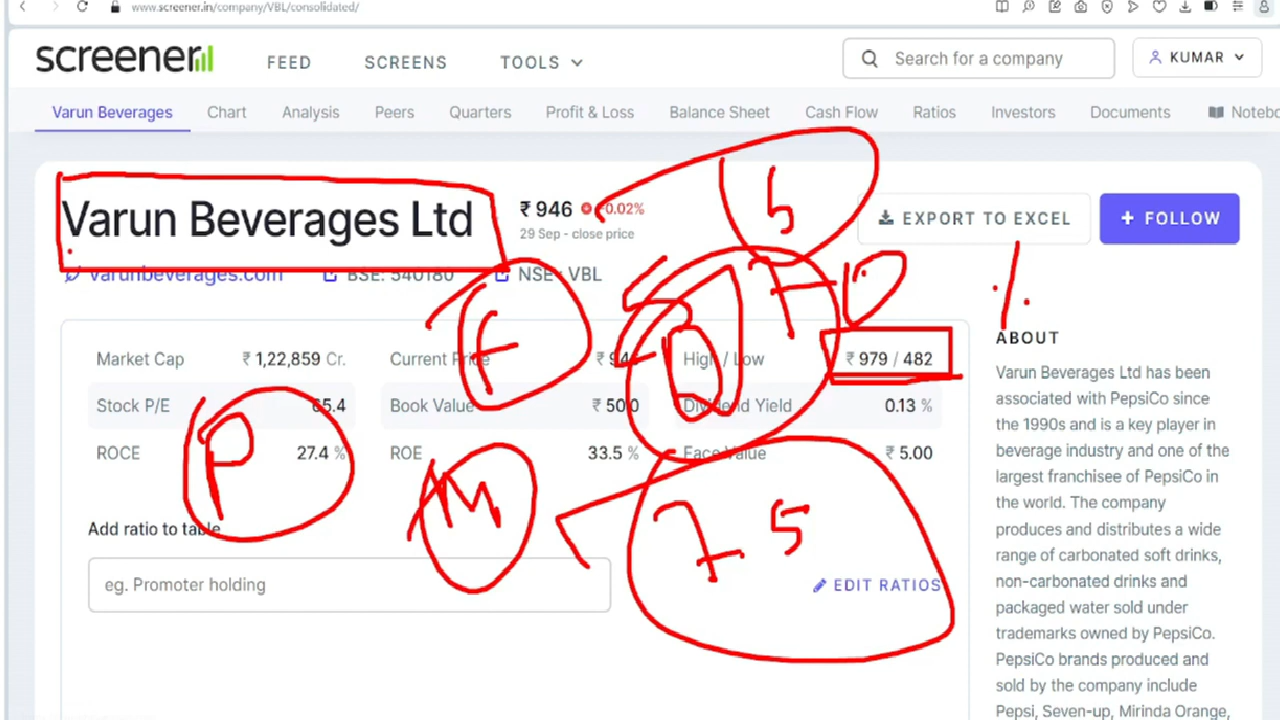 www.screener.in/company/VBL/consolidated/
screener
FEED SCREENS TOOLS
Search for a company
KUMAR
Varun Beverages Chart Analysis Peers Quarters Profit & Loss Balance Sheet Cash Flow Ratios Investors Documents Notebo
Varun Beverages Ltd
₹ 946 0.02%
29 Sep - close price
5
EXPORT TO EXCEL
+ FOLLOW
varunbeverages.com BSE: 540180 NSE: VBL
F
D
7
%
Market Cap ₹ 1,22,859 Cr.
Current Price ₹ 94
High / Low ₹ 979 / 482
Stock P/E 65.4
Book Value ₹ 50.0
Dividend Yield 0.13 %
ROCE 27.4 %
ROE 33.5 %
Face Value ₹ 5.00
P
M
7 5
Add ratio to table
eg. Promoter holding
EDIT RATIOS
ABOUT
Varun Beverages Ltd has been
associated with PepsiCo since
the 1990s and is a key player in
beverage industry and one of the
largest franchisee of PepsiCo in
the world. The company
produces and distributes a wide
range of carbonated soft drinks,
non-carbonated drinks and
packaged water sold under
trademarks owned by PepsiCo.
PepsiCo brands produced and
sold by the company include
Pepsi, Seven-up, Mirinda Orange,